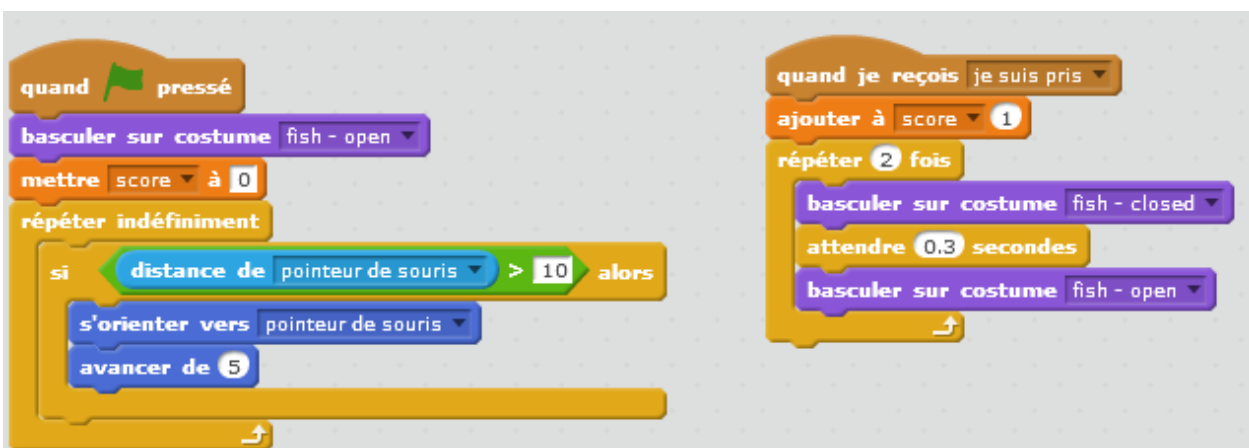 quand pressé
basculer sur costume fish - open
mettre score à 0
répéter indéfiniment
si distance de pointeur de souris > 10 alors
s'orienter vers pointeur de souris
avancer de 5
quand je reçois je suis pris
ajouter à score 1
répéter 2 fois
basculer sur costume fish - closed
attendre 0.3 secondes
basculer sur costume fish - open